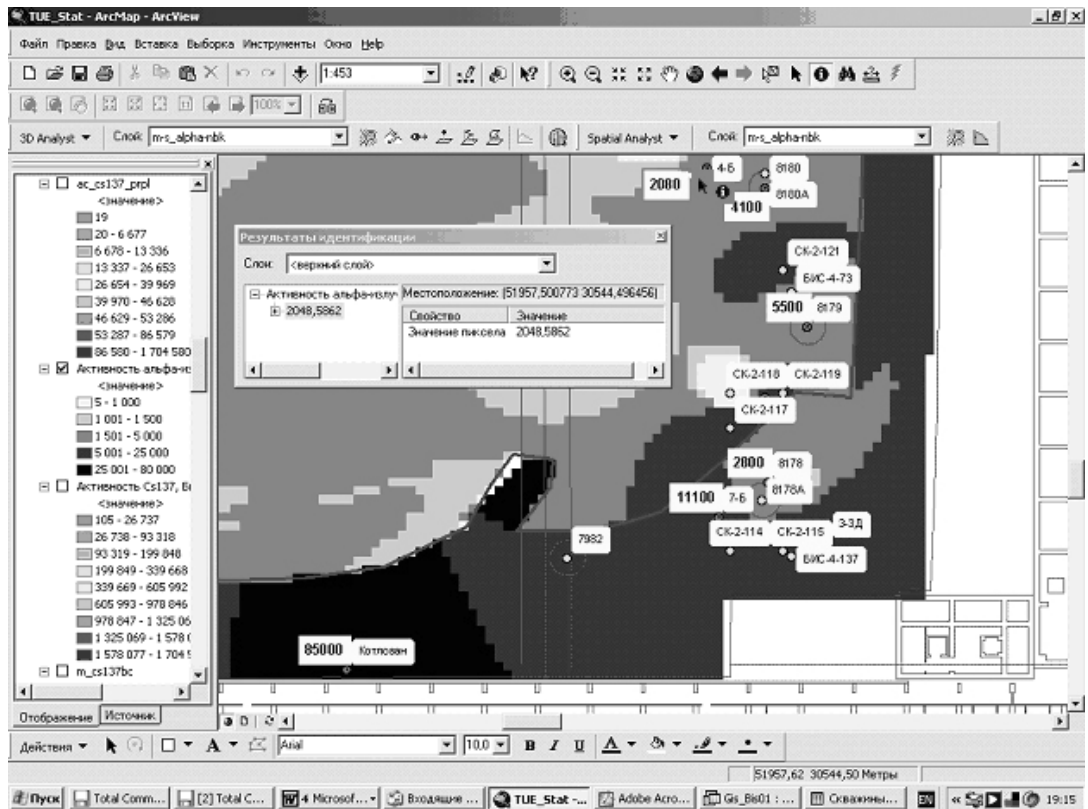 TUE_Stat - ArcMap - ArcView
Файл Правка Вид Вставка Выборка Инструменты Окно Help
1:453
100%
3D Analyst Слой: m-s_alpha-nbk Spatial Analyst Слой: m-s_alpha-nbk
ac_cs137_prpl
<значение>
19
20 - 6 677
6 678 - 13 336
13 337 - 26 653
26 654 - 39 969
39 970 - 46 628
46 629 - 53 286
53 287 - 86 579
86 580 - 1 704 580
Активность альфа-из
<значение>
5 - 1 000
1 001 - 1 500
1 501 - 5 000
5 001 - 25 000
25 001 - 80 000
Активность Cs137, Б
<значение>
105 - 26 737
26 738 - 93 318
93 319 - 199 848
199 849 - 339 668
339 669 - 605 992
605 993 - 978 846
978 847 - 1 325 06
1 325 069 - 1 578 0
1 578 077 - 1 704 5
m_cs137bc
Отображение Источник
Результаты идентификации
Слои: <верхний слой>
Активность альфа-излуч
2048,5862
Местоположение: (51957,500773 30544,496456)
Свойство Значение
Значение пиксела 2048,5862
4-Б 8180
2080
8180А
4100
СК-2-121
БИС-4-73
5500 8179
СК-2-118 СК-2-119
СК-2-117
2800 8178
8178А
11100 7-6
3-3Д
СК-2-114 СК-2-115
7982
БИС-4-137
85000 Котлован
Действия Arial 10,0 B I U A
51957,62 30544,50 Метры
Пуск Total Comm... [2] Total C... 4 Microsof... Входящие ... TUE_Stat -... Adobe Acro... Gis_Bis01 : ... Скважины... EN 19:15